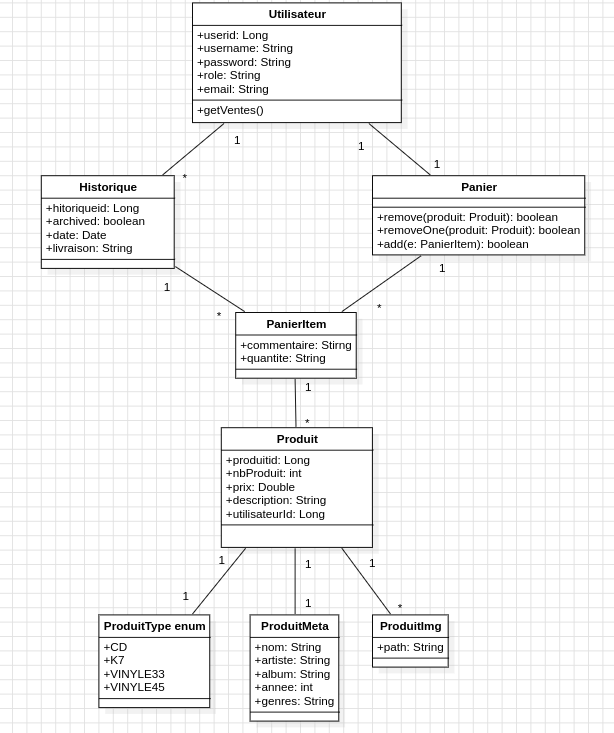 Utilisateur
+userid: Long
+username: String
+password: String
+role: String
+email: String
+getVentes()
1
1
*
1
Historique
+hitoriqueid: Long
+archived: boolean
+date: Date
+livraison: String
Panier
+remove(produit: Produit): boolean
+removeOne(produit: Produit): boolean
+add(e: PanierItem): boolean
1
1
*
*
PanierItem
+commentaire: Stirng
+quantite: String
1
*
Produit
+produitid: Long
+nbProduit: int
+prix: Double
+description: String
+utilisateurId: Long
1
1
1
1
1
*
ProduitType enum
+CD
+K7
+VINYLE33
+VINYLE45
ProduitMeta
+nom: String
+artiste: String
+album: String
+annee: int
+genres: String
ProduitImg
+path: String